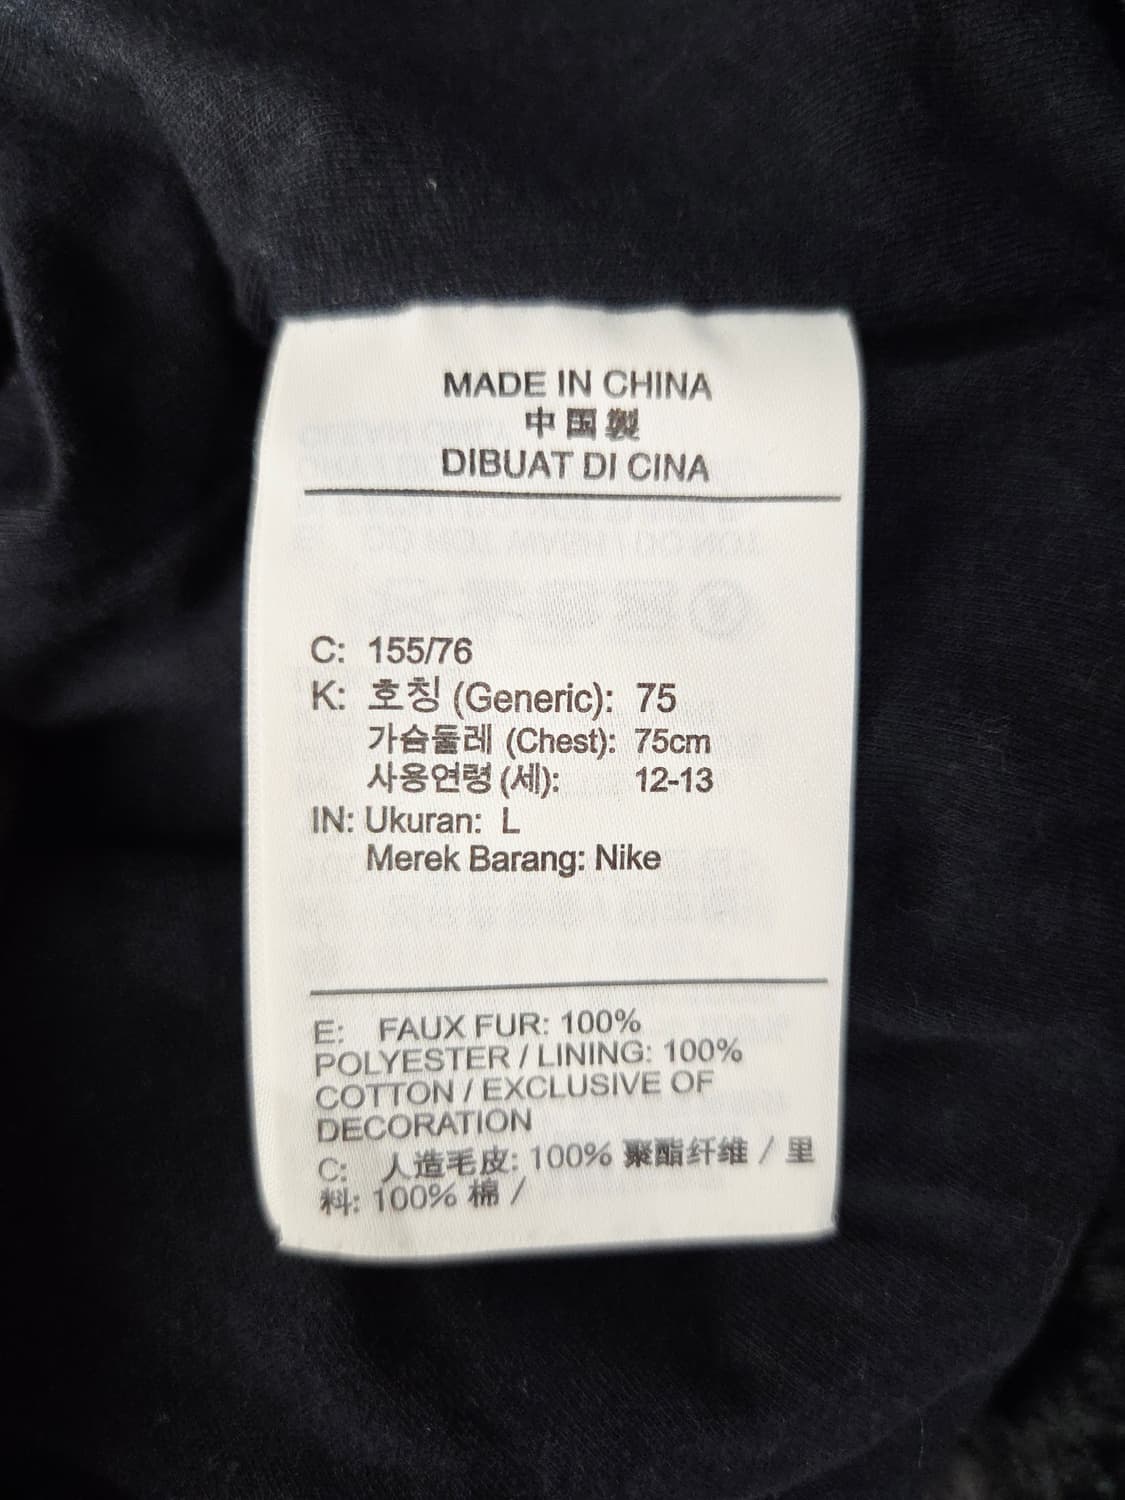 MADE IN CHINA
中国製
DIBUAT DI CINA
C: 155/76
K: 호칭 (Generic): 75
가슴둘레 (Chest): 75cm
사용연령 (세): 12-13
IN: Ukuran: L
Merek Barang: Nike
E: FAUX FUR: 100%
POLYESTER / LINING: 100%
COTTON / EXCLUSIVE OF
DECORATION
C: 人造毛皮: 100% 聚酯纤维 / 里
料: 100% 棉 /